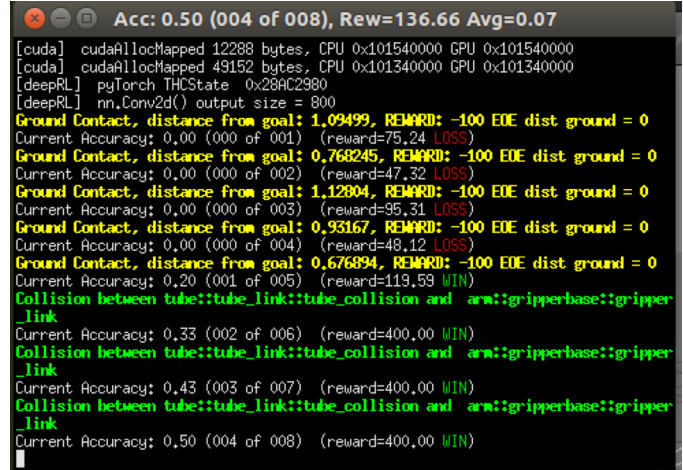 Acc: 0.50 (004 of 008), Rew=136.66 Avg=0.07
[cuda]  cudaAllocMapped 12288 bytes, CPU 0x101540000 GPU 0x101540000
[cuda]  cudaAllocMapped 49152 bytes, CPU 0x101340000 GPU 0x101340000
[deepRL]  pyTorch THCState  0x28AC2980
[deepRL]  nn.Conv2d() output size = 800
Ground Contact, distance from goal: 1.09499, REWARD: -100 EOE dist ground = 0
Current Accuracy: 0.00 (000 of 001)  (reward=75.24 LOSS)
Ground Contact, distance from goal: 0.768245, REWARD: -100 EOE dist ground = 0
Current Accuracy: 0.00 (000 of 002)  (reward=47.32 LOSS)
Ground Contact, distance from goal: 1.12804, REWARD: -100 EOE dist ground = 0
Current Accuracy: 0.00 (000 of 003)  (reward=95.31 LOSS)
Ground Contact, distance from goal: 0.93167, REWARD: -100 EOE dist ground = 0
Current Accuracy: 0.00 (000 of 004)  (reward=48.12 LOSS)
Ground Contact, distance from goal: 0.676894, REWARD: -100 EOE dist ground = 0
Current Accuracy: 0.20 (001 of 005)  (reward=119.59 WIN)
Collision between tube::tube_link::tube_collision and  arm::gripperbase::gripper
_link
Current Accuracy: 0.33 (002 of 006)  (reward=400.00 WIN)
Collision between tube::tube_link::tube_collision and  arm::gripperbase::gripper
_link
Current Accuracy: 0.43 (003 of 007)  (reward=400.00 WIN)
Collision between tube::tube_link::tube_collision and  arm::gripperbase::gripper
_link
Current Accuracy: 0.50 (004 of 008)  (reward=400.00 WIN)